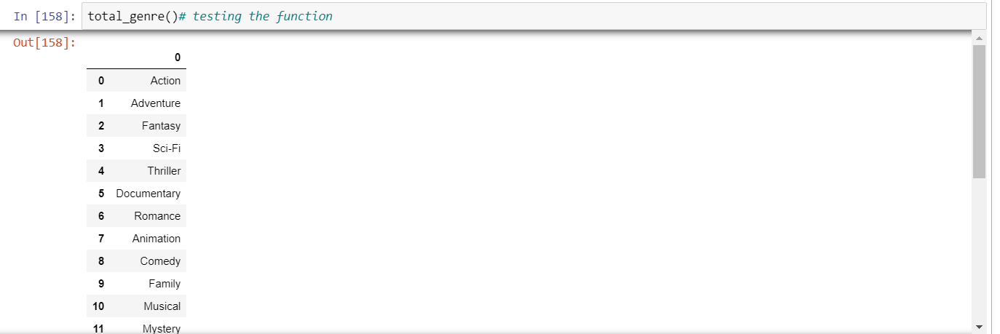 In [158]: total_genre()# testing the function
Out[158]:
0
0 Action
1 Adventure
2 Fantasy
3 Sci-Fi
4 Thriller
5 Documentary
6 Romance
7 Animation
8 Comedy
9 Family
10 Musical
11 Mystery